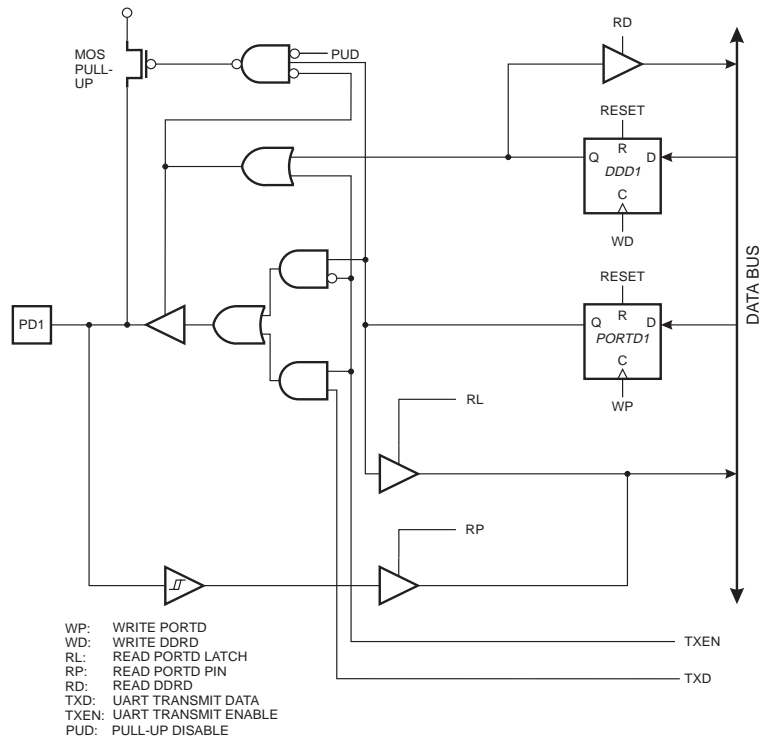 RD
MOS
PULL-
UP
PUD
RESET
R
Q
D
DDD1
C
WD
RESET
R
Q
D
PORTD1
C
WP
DATA BUS
PD1
RL
RP
TXEN
TXD
WP: WRITE PORTD
WD: WRITE DDRD
RL: READ PORTD LATCH
RP: READ PORTD PIN
RD: READ DDRD
TXD: UART TRANSMIT DATA
TXEN: UART TRANSMIT ENABLE
PUD: PULL-UP DISABLE